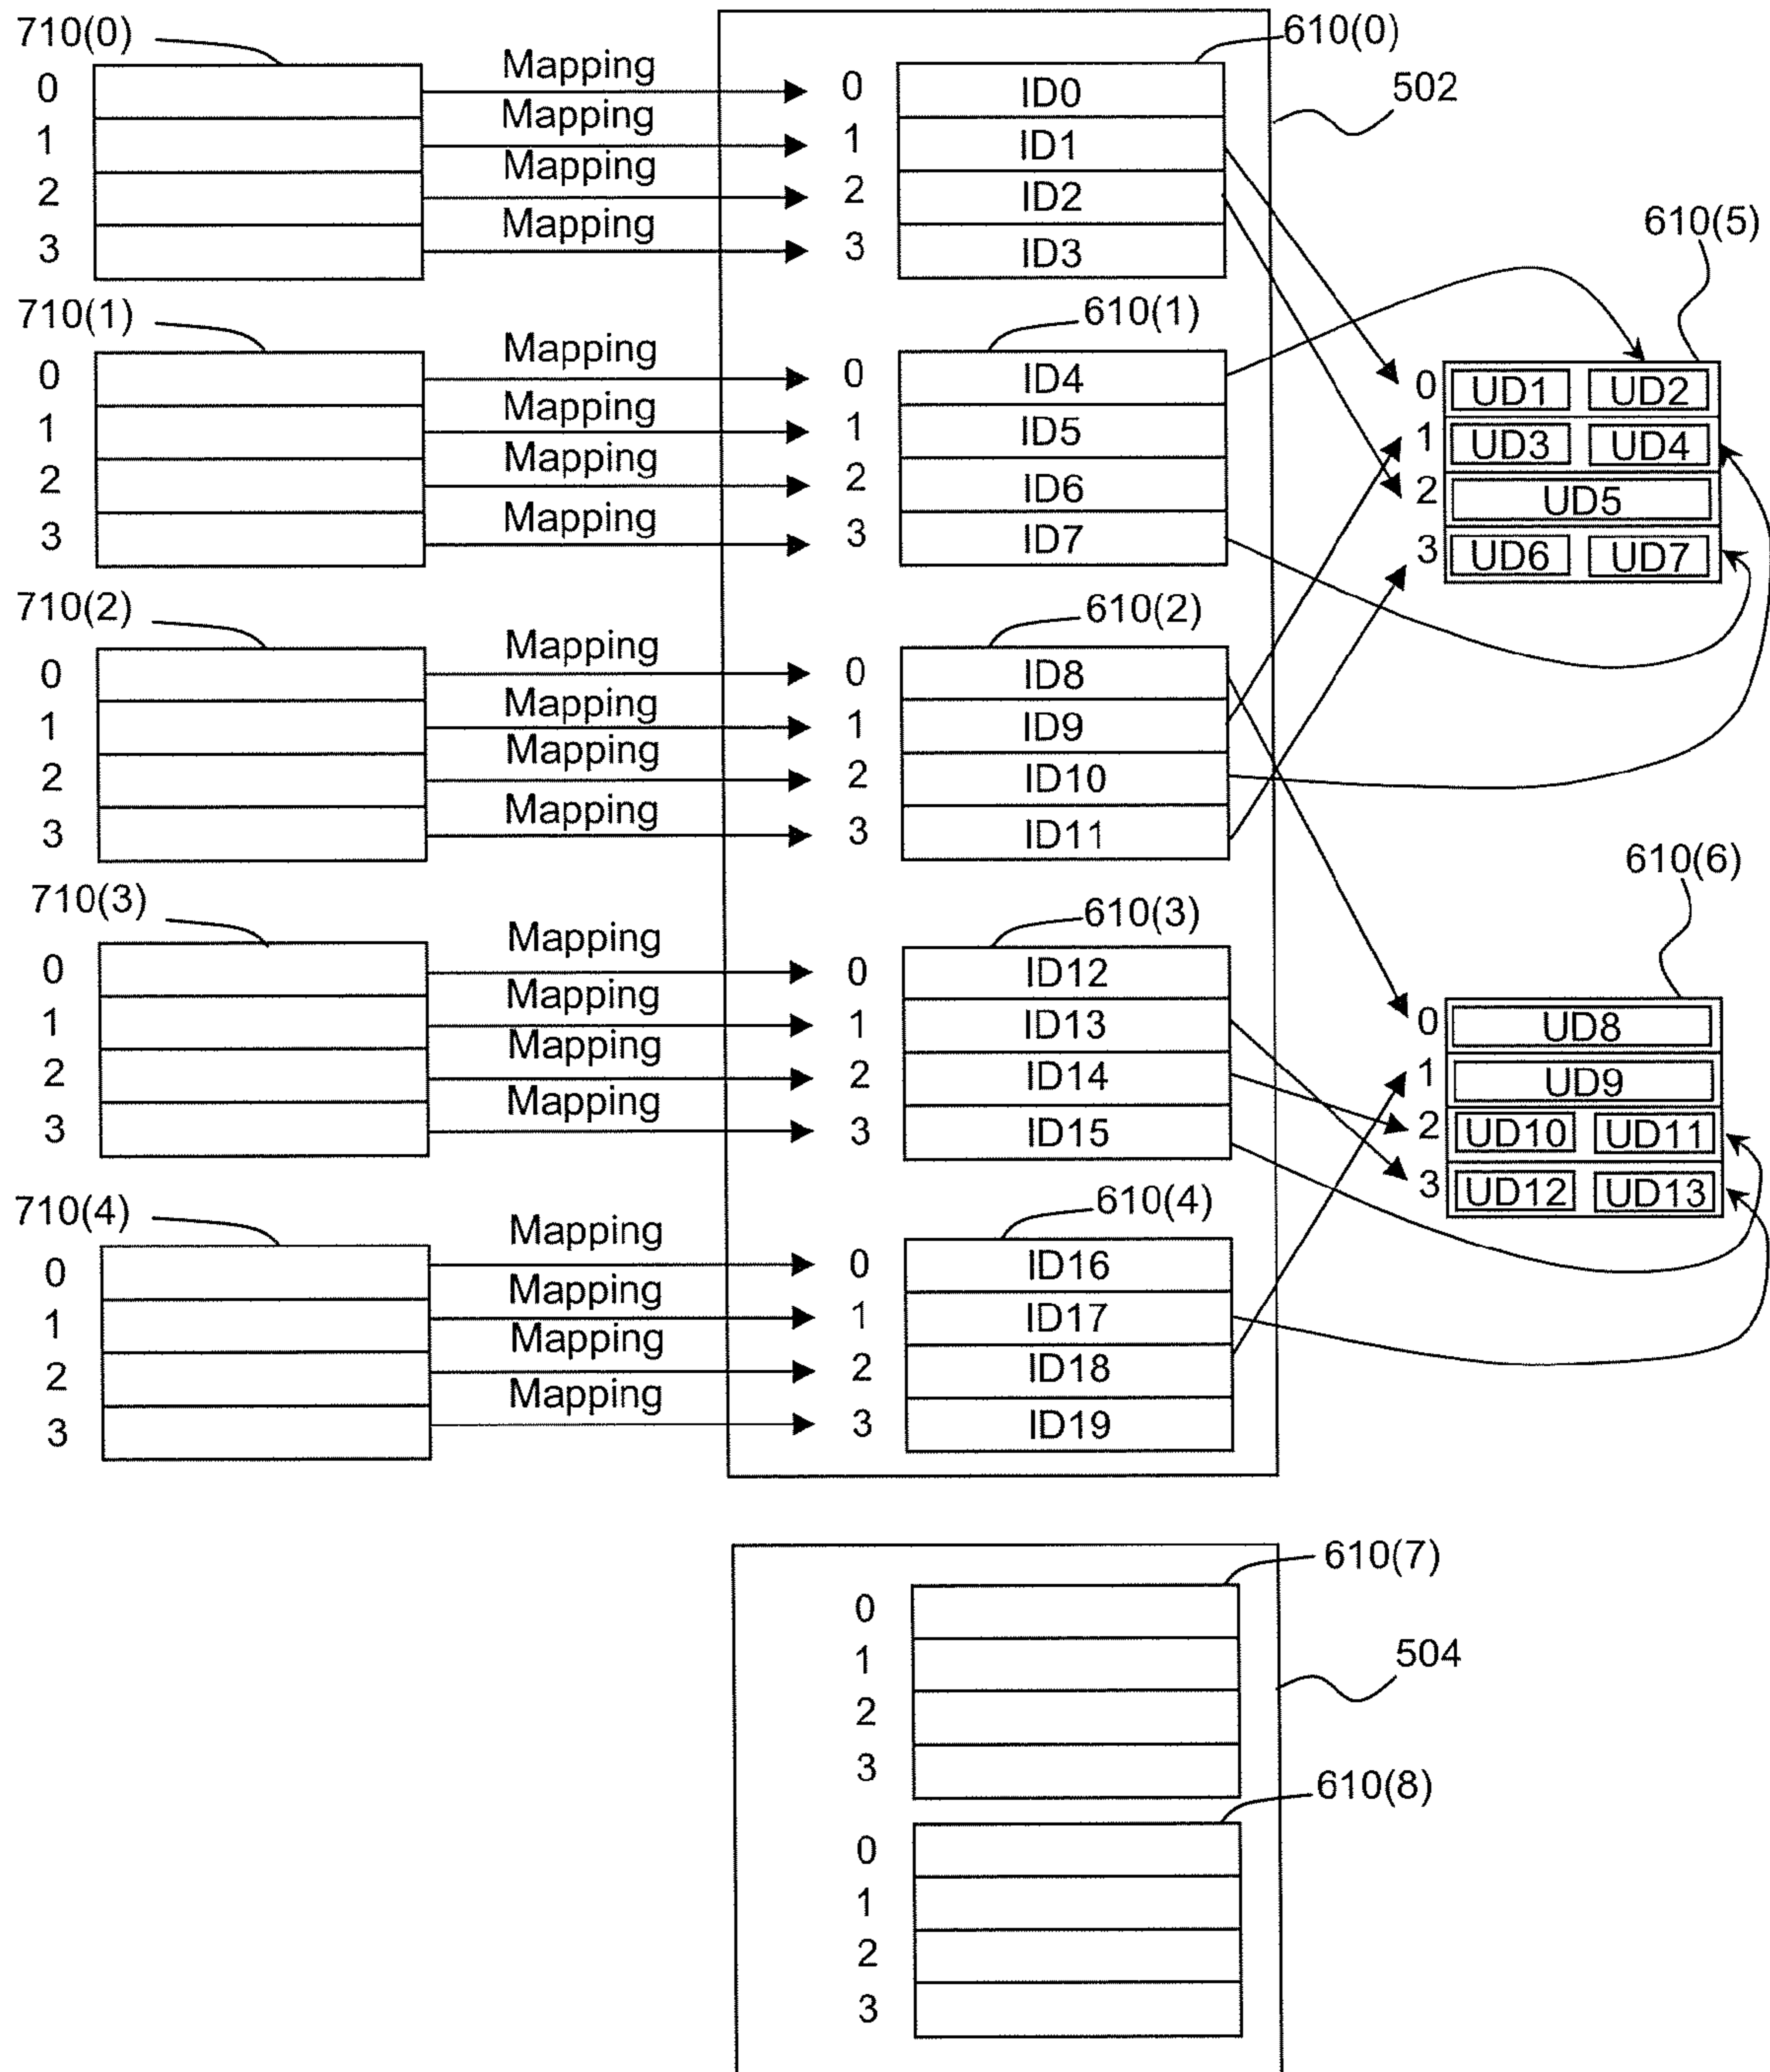 710(0)
610(0)
502
0 Mapping 0 ID0
1 Mapping 1 ID1
2 Mapping 2 ID2
3 Mapping 3 ID3
710(1)
610(1)
0 Mapping 0 ID4
1 Mapping 1 ID5
2 Mapping 2 ID6
3 Mapping 3 ID7
610(5)
0 UD1 UD2
1 UD3 UD4
2 UD5
3 UD6 UD7
710(2)
610(2)
0 Mapping 0 ID8
1 Mapping 1 ID9
2 Mapping 2 ID10
3 Mapping 3 ID11
710(3)
610(3)
0 Mapping 0 ID12
1 Mapping 1 ID13
2 Mapping 2 ID14
3 Mapping 3 ID15
610(6)
0 UD8
1 UD9
2 UD10 UD11
3 UD12 UD13
710(4)
610(4)
0 Mapping 0 ID16
1 Mapping 1 ID17
2 Mapping 2 ID18
3 Mapping 3 ID19
610(7)
504
0
1
2
3
610(8)
0
1
2
3